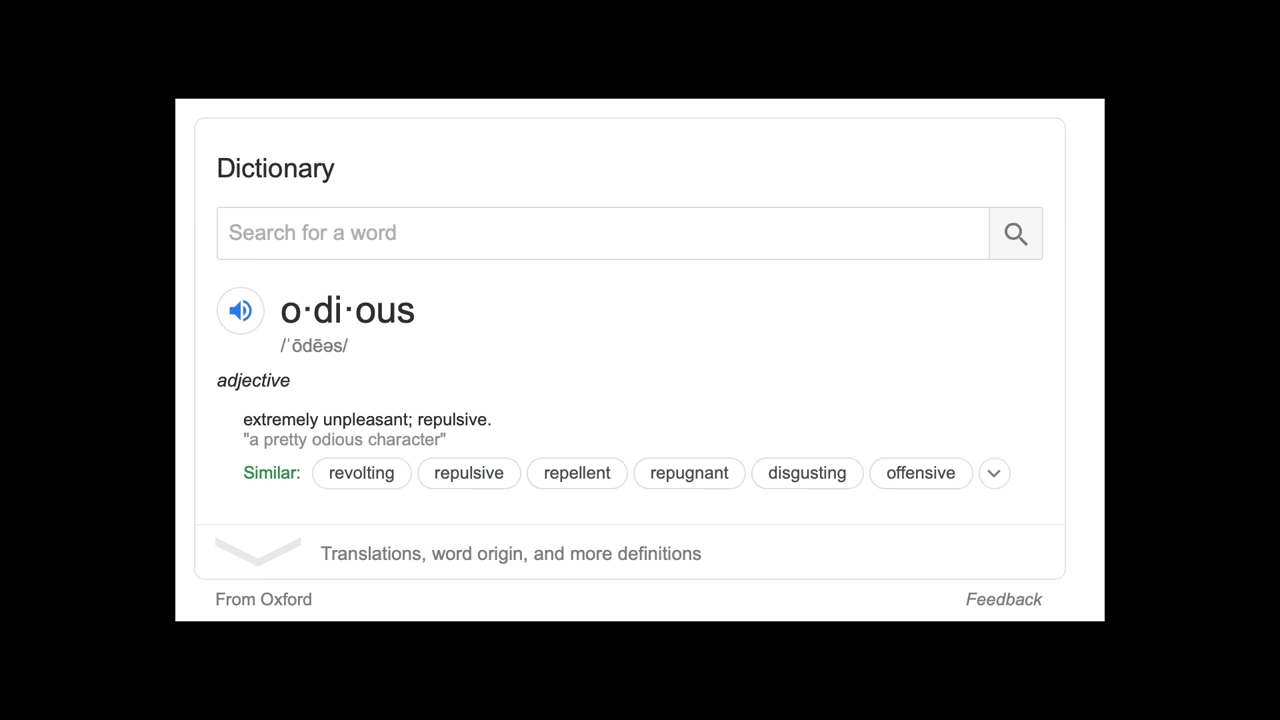 Dictionary
Search for a word
o·di·ous
/ˈōdēəs/
adjective
extremely unpleasant; repulsive.
"a pretty odious character"
Similar: revolting repulsive repellent repugnant disgusting offensive
Translations, word origin, and more definitions
From Oxford Feedback